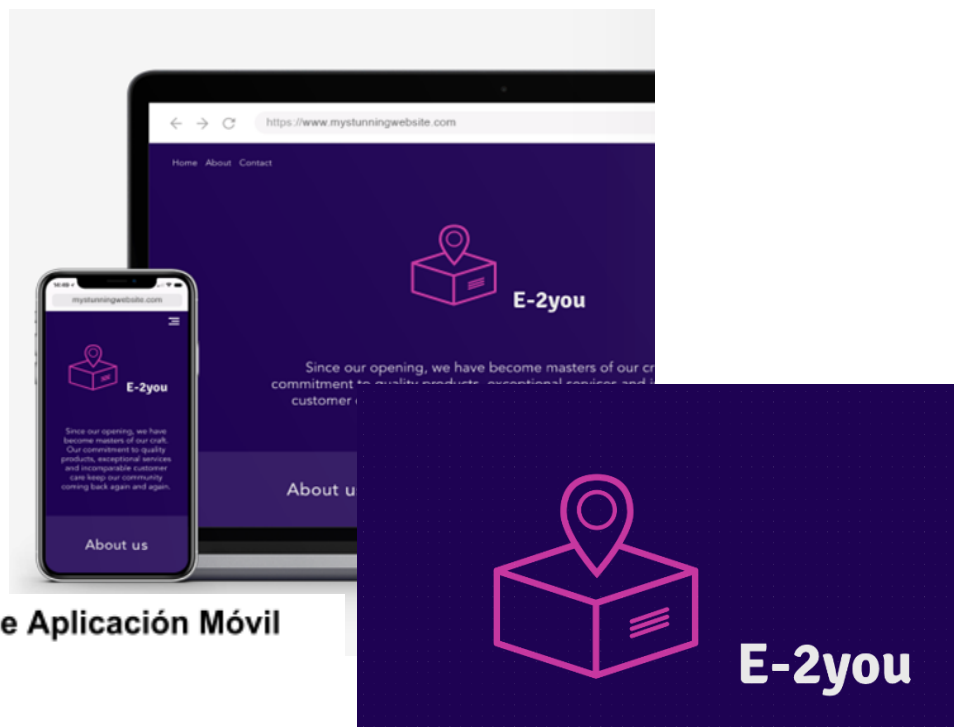 https://www.mystunningwebsite.com
Home About Contact
E-2you
Since our opening, we have become masters of our cr
commitment to quality products, exceptional services and i
customer
About u
mystunningwebsite.com
E-2you
Since our opening, we have
become masters of our craft.
Our commitment to quality
products, exceptional services
and incomparable customer
care keep our community
coming back again and again.
About us
e Aplicación Móvil
E-2you